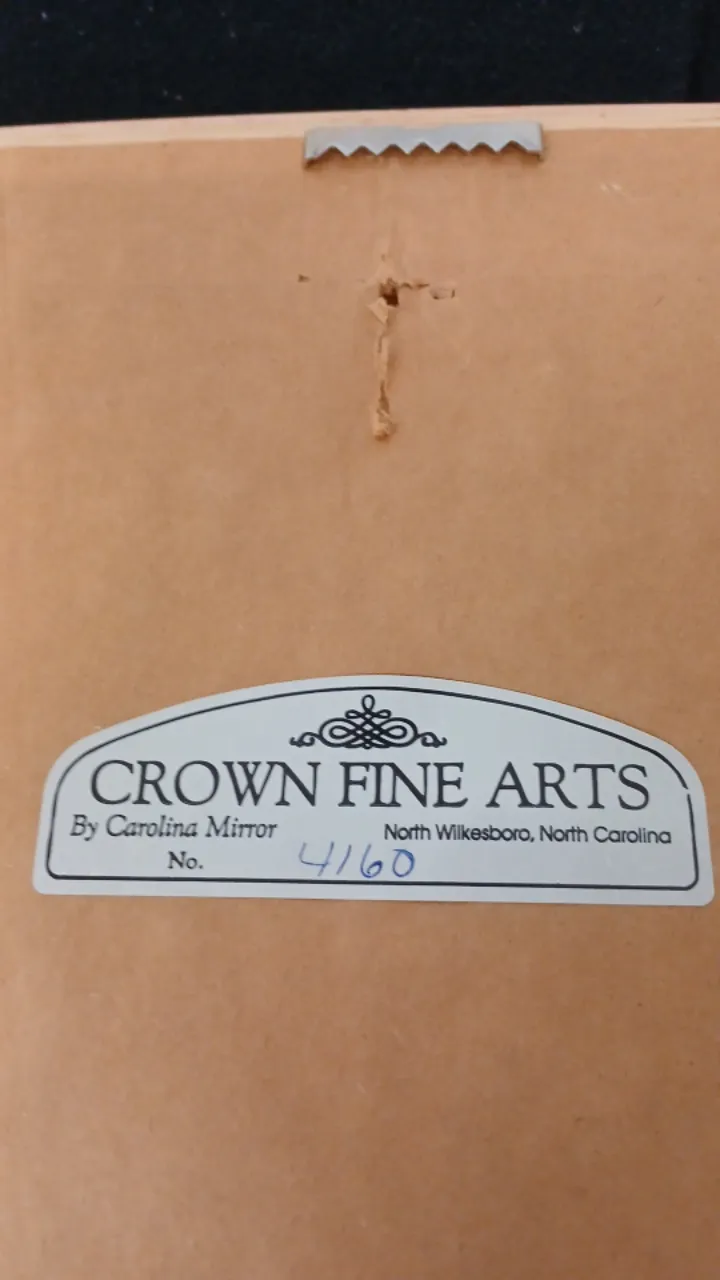 CROWN FINE ARTS
By Carolina Mirror North Wilkesboro, North Carolina
No. 4160